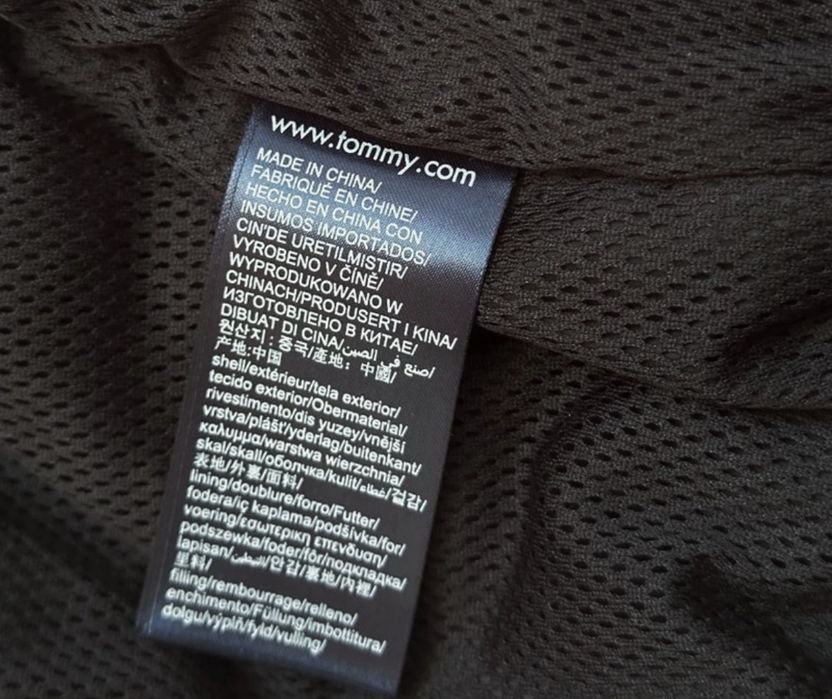 www.tommy.com
MADE IN CHINA/
FABRIQUÉ EN CHINE/
HECHO EN CHINA CON
INSUMOS IMPORTADOS/
CIN'DE URETILMISTIR/
VYROBENO V ČÍNĚ/
WYPRODUKOWANO W
CHINACH/PRODUSERT I KINA/
ИЗГОТОВЛЕНО В КИТАЕ/
DIBUAT DI CINA/صنع في الصين/
원산지 : 중국/產地 : 中國/
产地:中国
shell/extérieur/tela exterior/
tecido exterior/Obermaterial/
rivestimento/dis yuzey/vnější
vrstva/plášť/yderlag/buitenkant/
καλυμμα/warstwa wierzchnia/
skal/skall/оболчка/kulit/غطاء/겉감/
表地/外裏/面料/
lining/doublure/forro/Futter/
fodera/iç kaplama/podšívka/for/
voering/εσωτερικη επενδυση/
podszewka/foder/fôr/подкладка/
lapisan/التبطين/안감/裏地/內裡/
里料/
filling/rembourrage/relleno/
enchimento/Füllung/imbottitura/
dolgu/výplň/fyld/vulling/